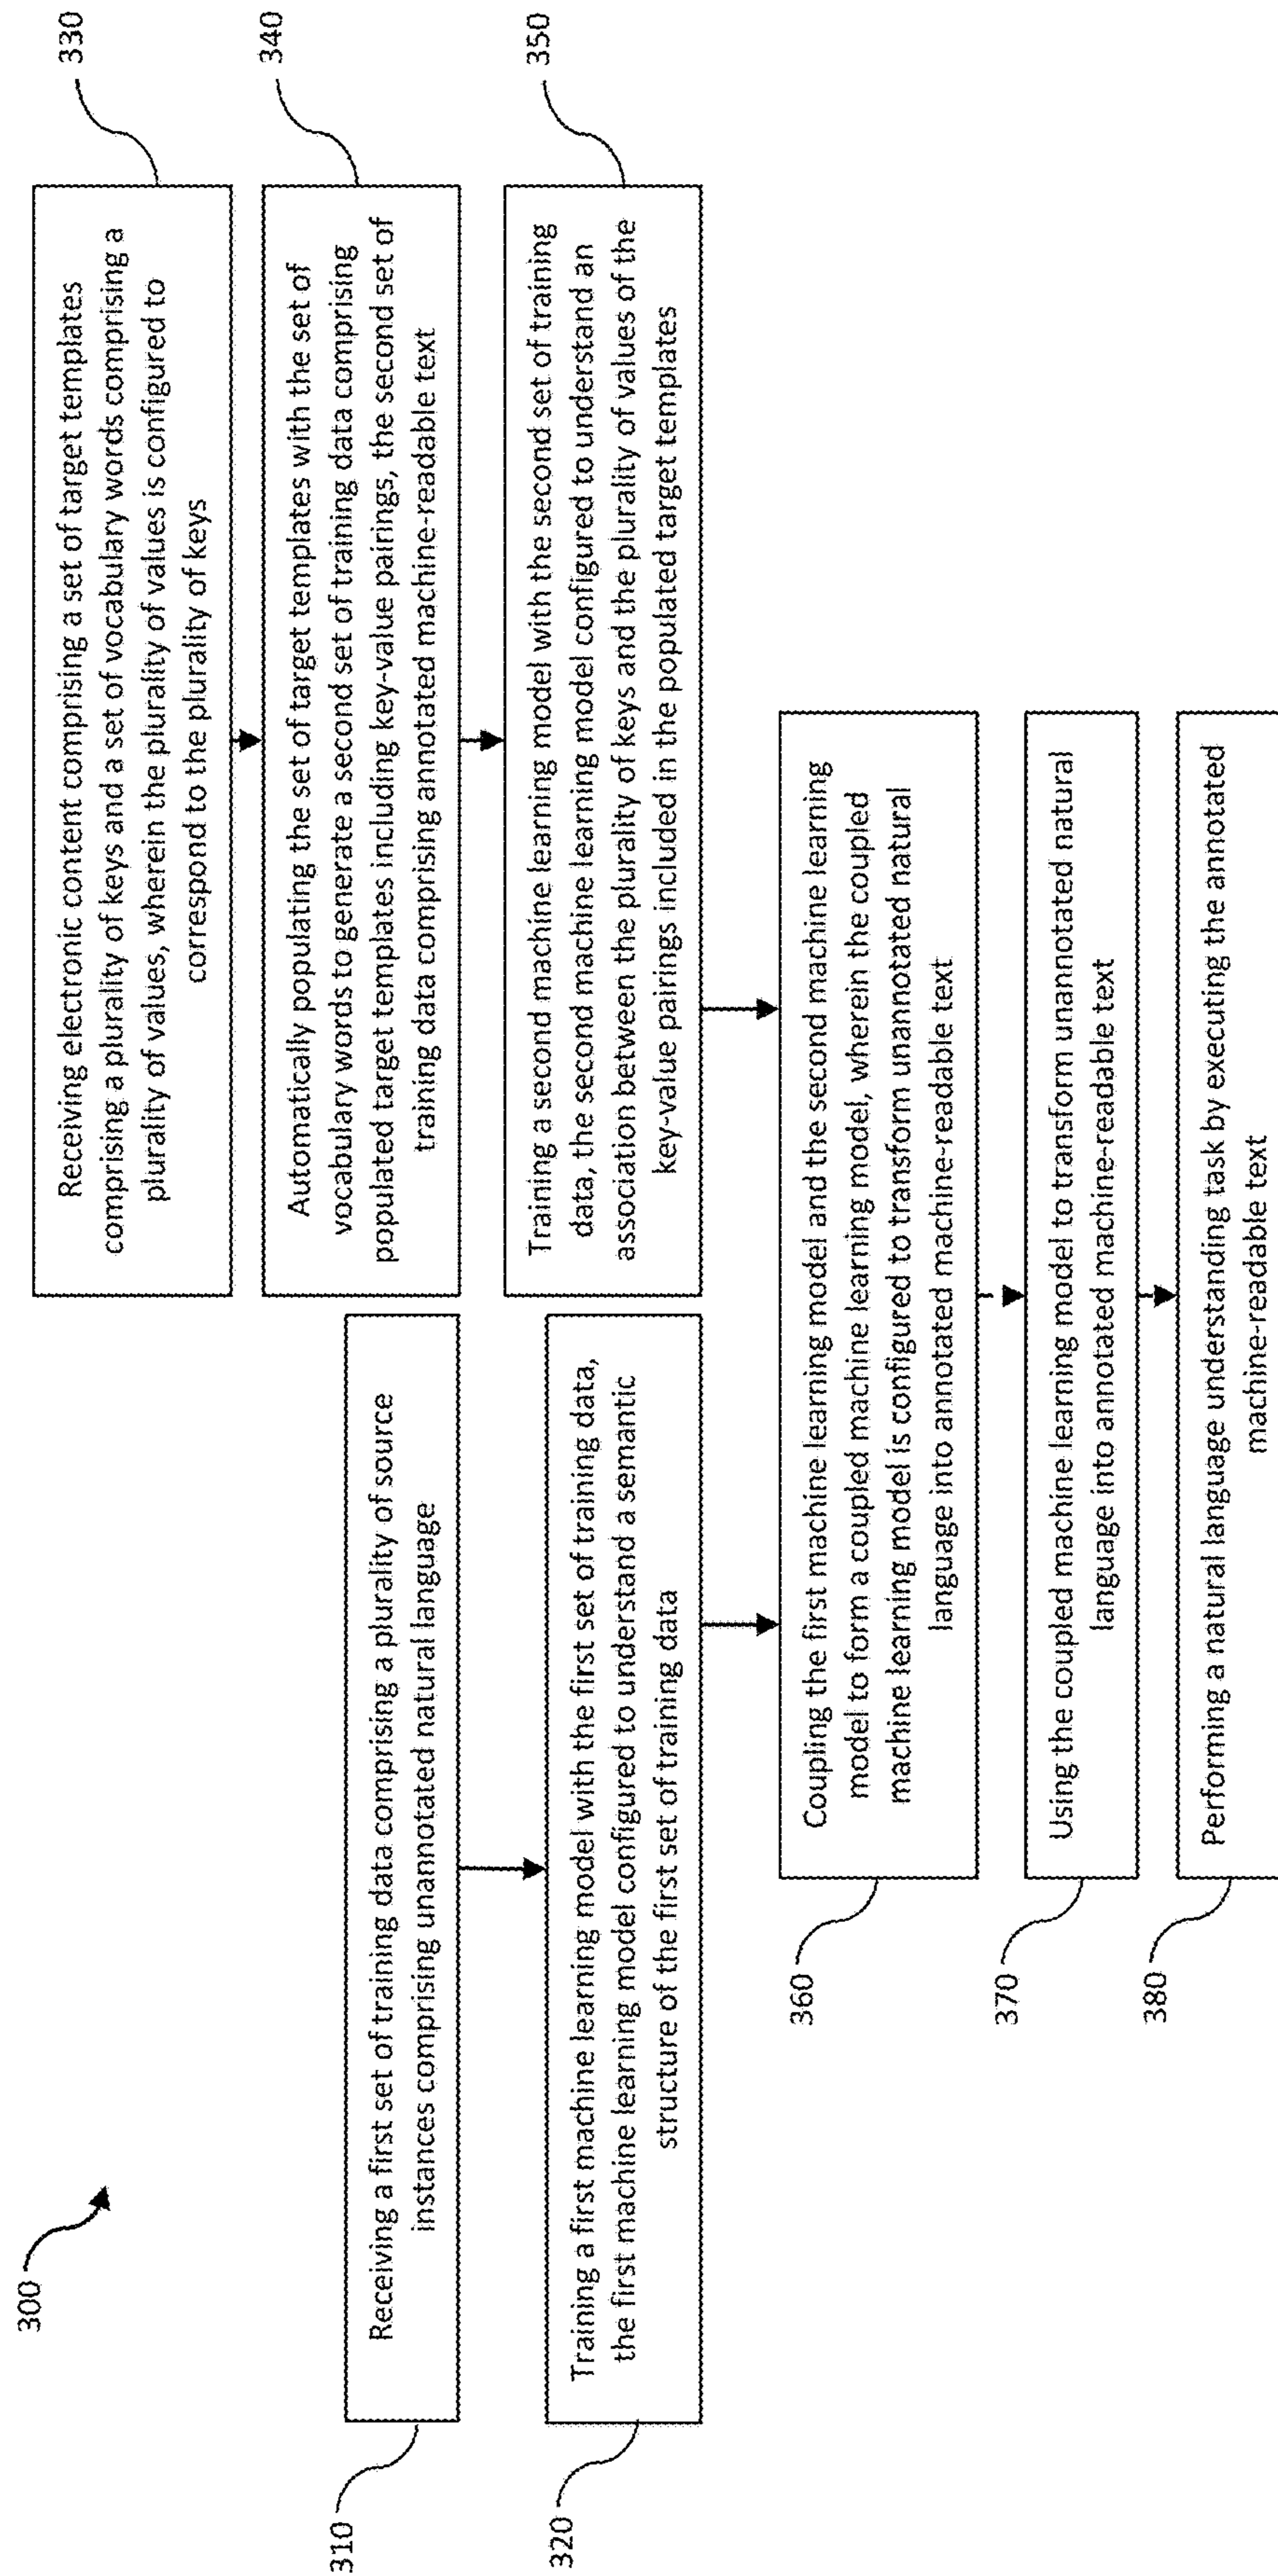 300
310
Receiving a first set of training data comprising a plurality of source
instances comprising unannotated natural language
320
Training a first machine learning model with the first set of training data,
the first machine learning model configured to understand a semantic
structure of the first set of training data
330
Receiving electronic content comprising a set of target templates
comprising a plurality of keys and a set of vocabulary words comprising a
plurality of values, wherein the plurality of values is configured to
correspond to the plurality of keys
340
Automatically populating the set of target templates with the set of
vocabulary words to generate a second set of training data comprising
populated target templates including key-value pairings, the second set of
training data comprising annotated machine-readable text
350
Training a second machine learning model with the second set of training
data, the second machine learning model configured to understand an
association between the plurality of keys and the plurality of values of the
key-value pairings included in the populated target templates
360
Coupling the first machine learning model and the second machine learning
model to form a coupled machine learning model, wherein the coupled
machine learning model is configured to transform unannotated natural
language into annotated machine-readable text
370
Using the coupled machine learning model to transform unannotated natural
language into annotated machine-readable text
380
Performing a natural language understanding task by executing the annotated
machine-readable text